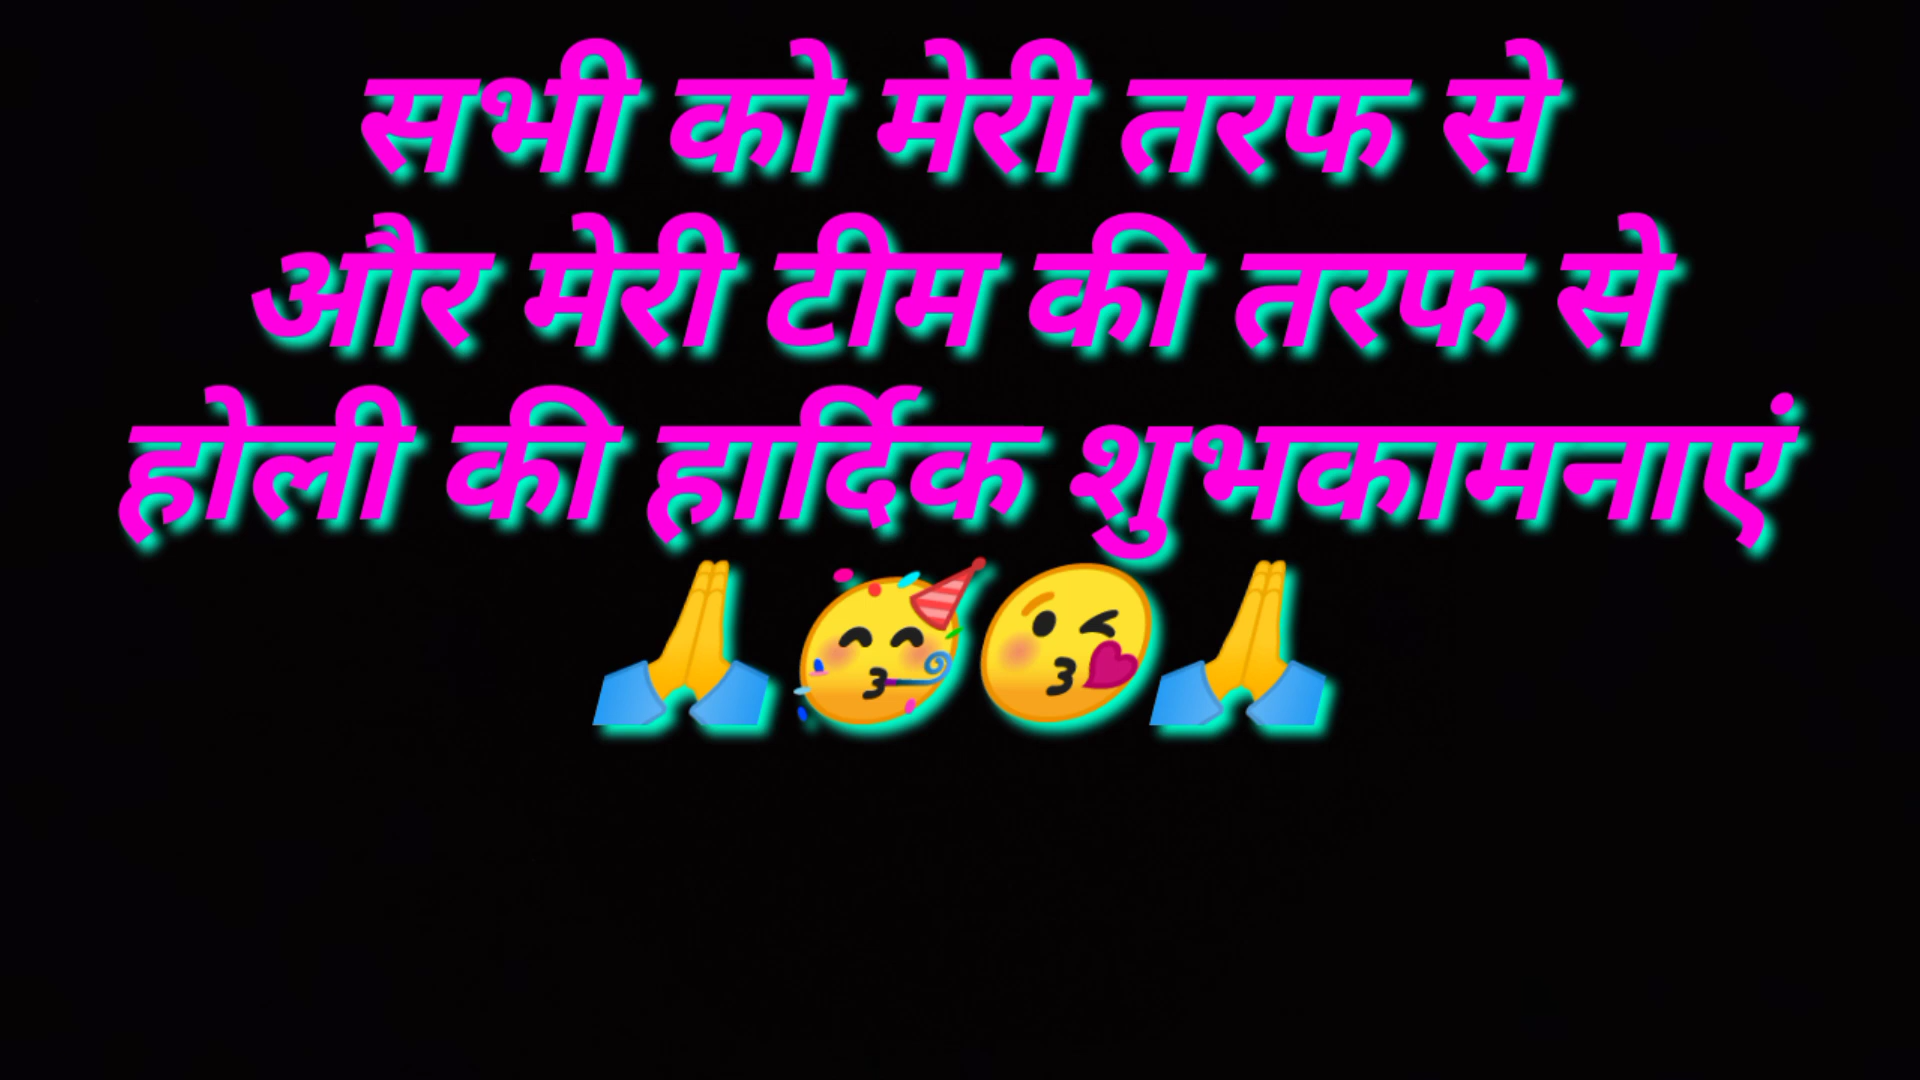 सभी को मेरी तरफ से
और मेरी टीम की तरफ से
होली की हार्दिक शुभकामनाएं
🙏🥳😘🙏